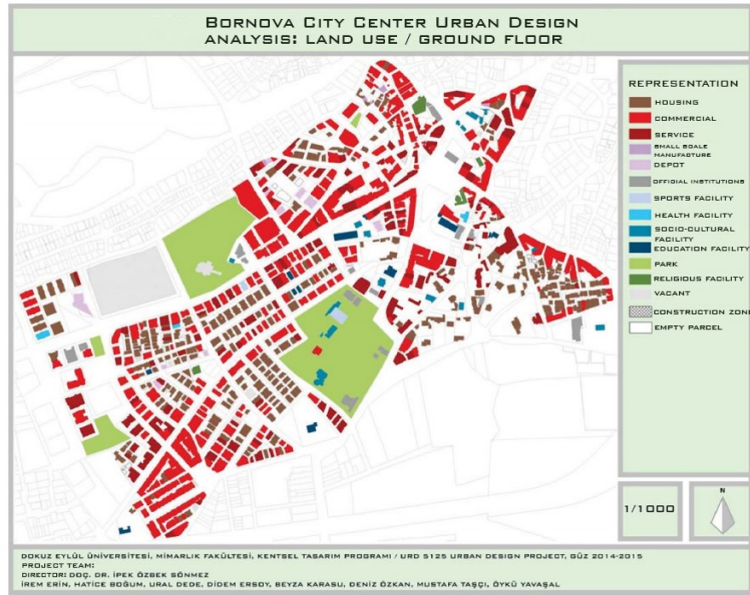 BORNOVA CITY CENTER URBAN DESIGN
ANALYSIS: LAND USE / GROUND FLOOR
REPRESENTATION
HOUSING
COMMERCIAL
SERVICE
SMALL SCALE
MANUFACTURE
DEPOT
OFFICIAL INSTITUTIONS
SPORTS FACILITY
HEALTH FACILITY
SOCIO-CULTURAL
FACILITY
EDUCATION FACILITY
PARK
RELIGIOUS FACILITY
VACANT
CONSTRUCTION ZONE
EMPTY PARCEL
1/1000
N
DOKUZ EYLÜL ÜNİVERSİTESİ, MİMARLIK FAKÜLTESİ, KENTSEL TASARIM PROGRAMI / URD 5125 URBAN DESIGN PROJECT, GÜZ 2014-2015
PROJECT TEAM:
DIRECTOR: DOÇ. DR. İPEK ÖZBEK SÖNMEZ
İREM ERİN, HATİCE BOĞUM, URAL DEDE, DİDEM ERSOY, BEYZA KARASU, DENİZ ÖZKAN, MUSTAFA TAŞÇI, ÖYKÜ YAVAŞAL